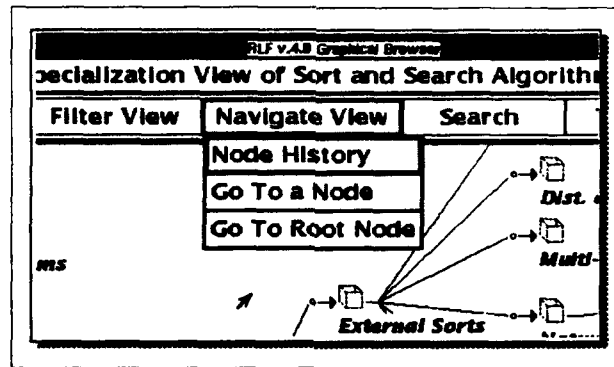 RLF v.4.0 Graphical Browser
pecialization View of Sort and Search Algorith
Filter View Navigate View Search
Node History
Go To a Node
Go To Root Node
Dist.
Multi-
ms
External Sorts